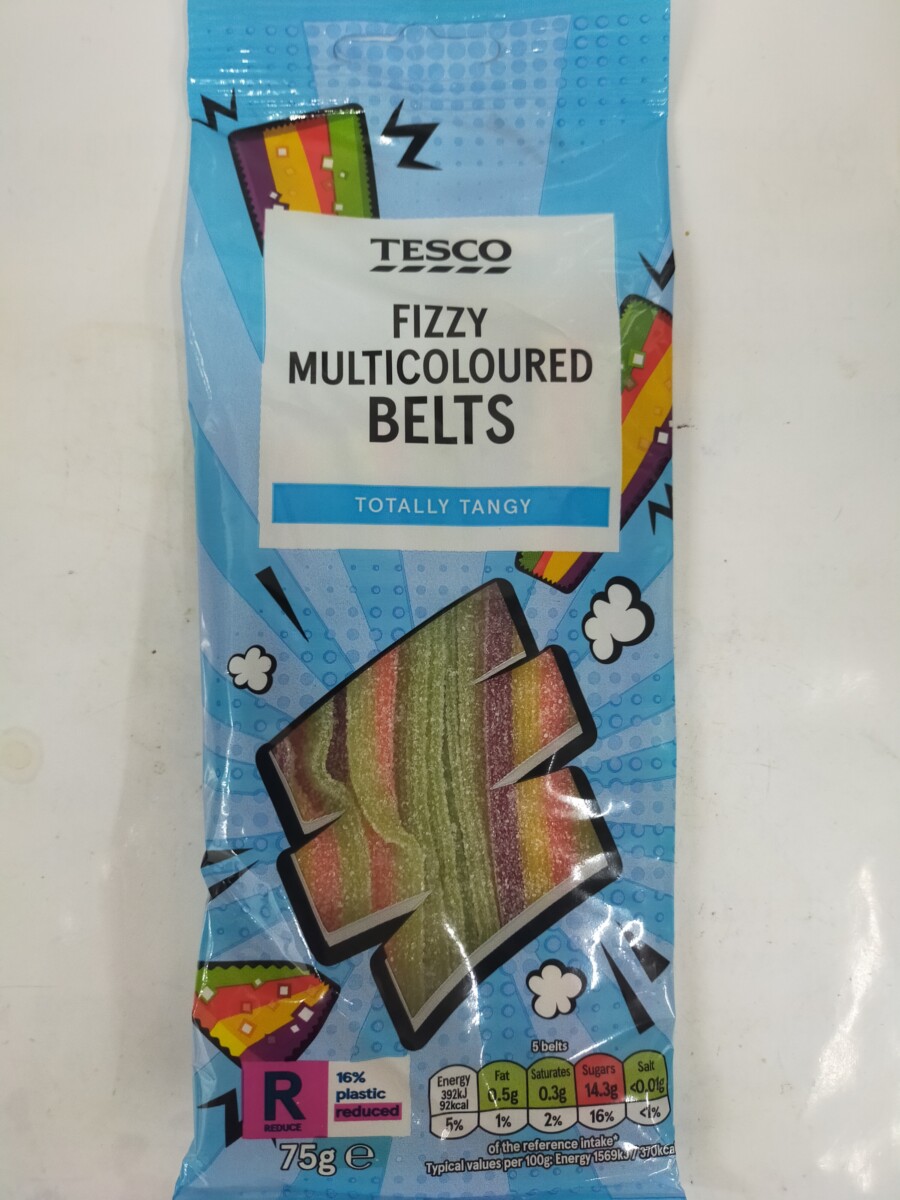 TESCO
FIZZY
MULTICOLOURED
BELTS
TOTALLY TANGY
R
REDUCE
16%
plastic
reduced
75g ℮
5 belts
Energy
392kJ
92kcal
5%
Fat
0.5g
1%
Saturates
0.3g
2%
Sugars
14.3g
16%
Salt
<0.01g
<1%
of the reference intake*
Typical values per 100g: Energy 1569kJ / 370kca